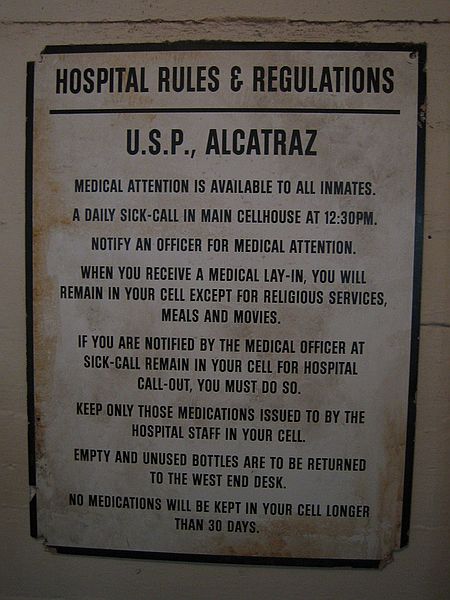 HOSPITAL RULES & REGULATIONS
U.S.P., ALCATRAZ
MEDICAL ATTENTION IS AVAILABLE TO ALL INMATES.
A DAILY SICK-CALL IN MAIN CELLHOUSE AT 12:30PM.
NOTIFY AN OFFICER FOR MEDICAL ATTENTION.
WHEN YOU RECEIVE A MEDICAL LAY-IN, YOU WILL
REMAIN IN YOUR CELL EXCEPT FOR RELIGIOUS SERVICES,
MEALS AND MOVIES.
IF YOU ARE NOTIFIED BY THE MEDICAL OFFICER AT
SICK-CALL REMAIN IN YOUR CELL FOR HOSPITAL
CALL-OUT, YOU MUST DO SO.
KEEP ONLY THOSE MEDICATIONS ISSUED TO BY THE
HOSPITAL STAFF IN YOUR CELL.
EMPTY AND UNUSED BOTTLES ARE TO BE RETURNED
TO THE WEST END DESK.
NO MEDICATIONS WILL BE KEPT IN YOUR CELL LONGER
THAN 30 DAYS.